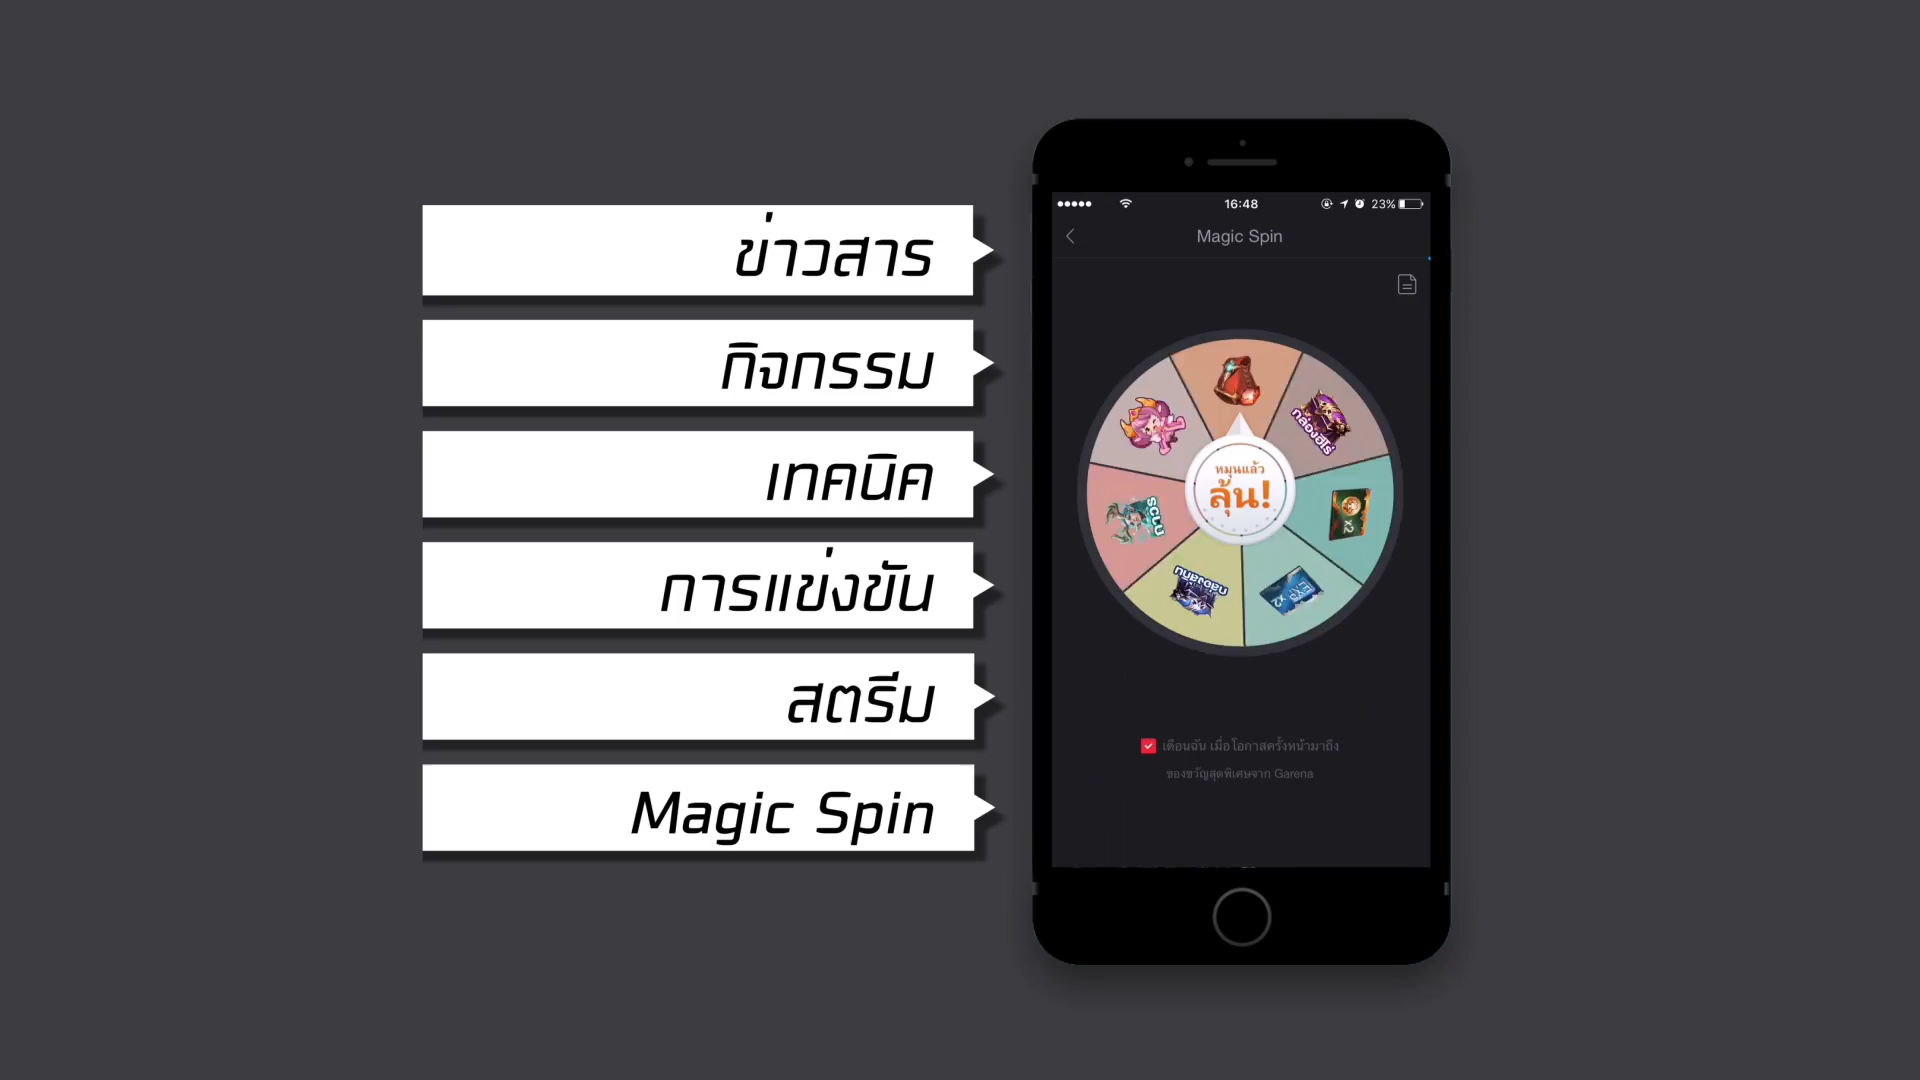 ข่าวสาร
กิจกรรม
เทคนิค
การแข่งขัน
สตรีม
Magic Spin
16:48
23%
Magic Spin
กล่องฮีโร่
หมุนแล้ว
ลุ้น!
x2
EXP
x2
เตือนฉัน เมื่อโอกาสครั้งหน้ามาถึง
ของขวัญสุดพิเศษจาก Garena